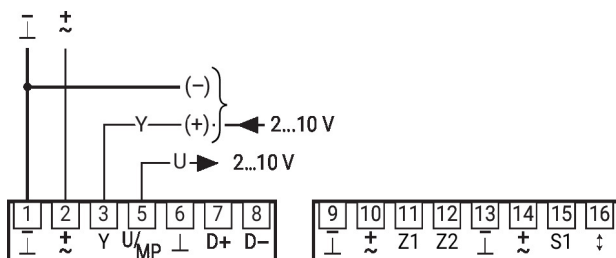 – +
⊥ ~
(–)
Y (+) 2...10 V
U 2...10 V
1 2 3 5 6 7 8 9 10 11 12 13 14 15 16
⊥ ~ Y U/MP ⊥ D+ D– ⊥ ~ Z1 Z2 ⊥ ~ S1 ↕